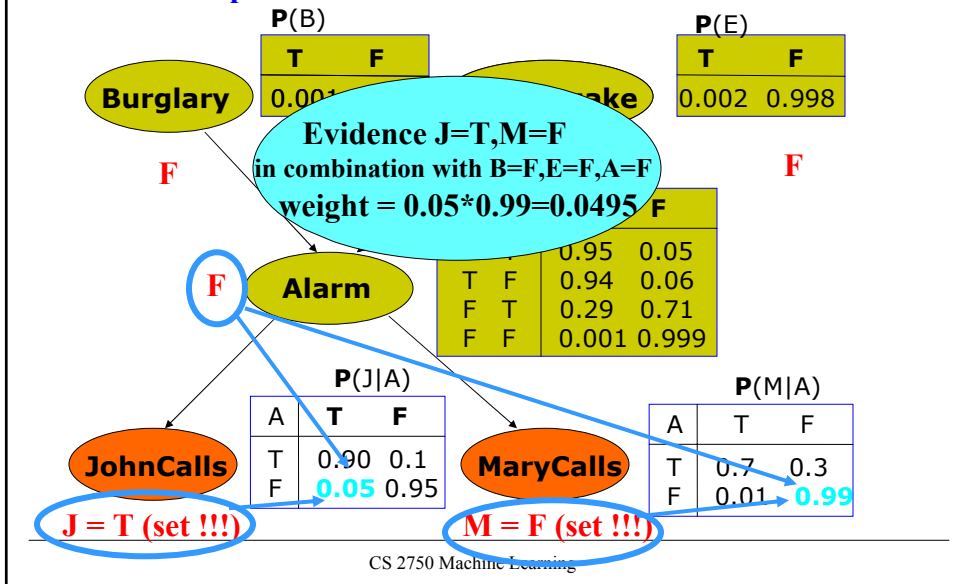 P(B)
P(E)
T F
T F
Burglary
0.001
ake
0.002 0.998
Evidence J=T,M=F
in combination with B=F,E=F,A=F
weight = 0.05*0.99=0.0495
F
F
F
0.95 0.05
T F 0.94 0.06
F T 0.29 0.71
F F 0.001 0.999
F
Alarm
P(J|A)
A T F
T 0.90 0.1
F 0.05 0.95
P(M|A)
A T F
T 0.7 0.3
F 0.01 0.99
JohnCalls
MaryCalls
J = T (set !!!)
M = F (set !!!)
CS 2750 Machine Learning